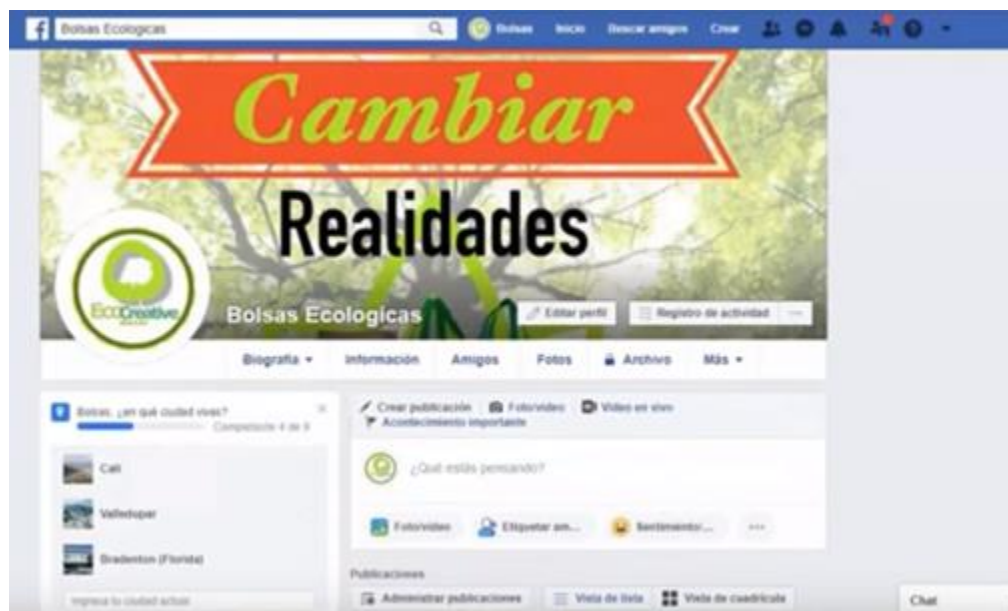 Bolsas Ecologicas
Bolsas Inicio Buscar amigos Crear
Cambiar
Realidades
EcoCreative
Bolsas Ecologicas
Editar perfil
Registro de actividad
Biografía Información Amigos Fotos Archivo Más
Bolsas, ¿en qué ciudad vives?
Completaste 4 de 9
Cali
Valledupar
Bradenton (Florida)
Ingresa tu ciudad actual
Crear publicación Foto/video Video en vivo
Acontecimiento importante
¿Qué estás pensando?
Foto/video Etiquetar am... Sentimiento/...
Publicaciones
Administrar publicaciones Vista de lista Vista de cuadrícula
Chat